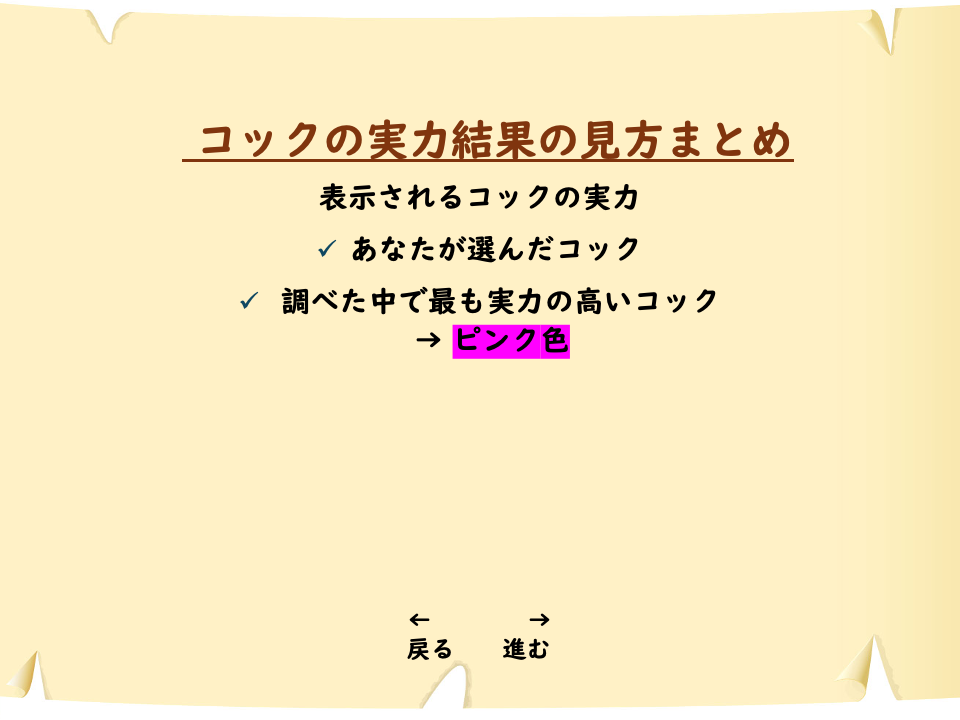 コックの実力結果の見方まとめ
表示されるコックの実力
✓ あなたが選んだコック
✓ 調べた中で最も実力の高いコック
→ ピンク色
← →
戻る 進む